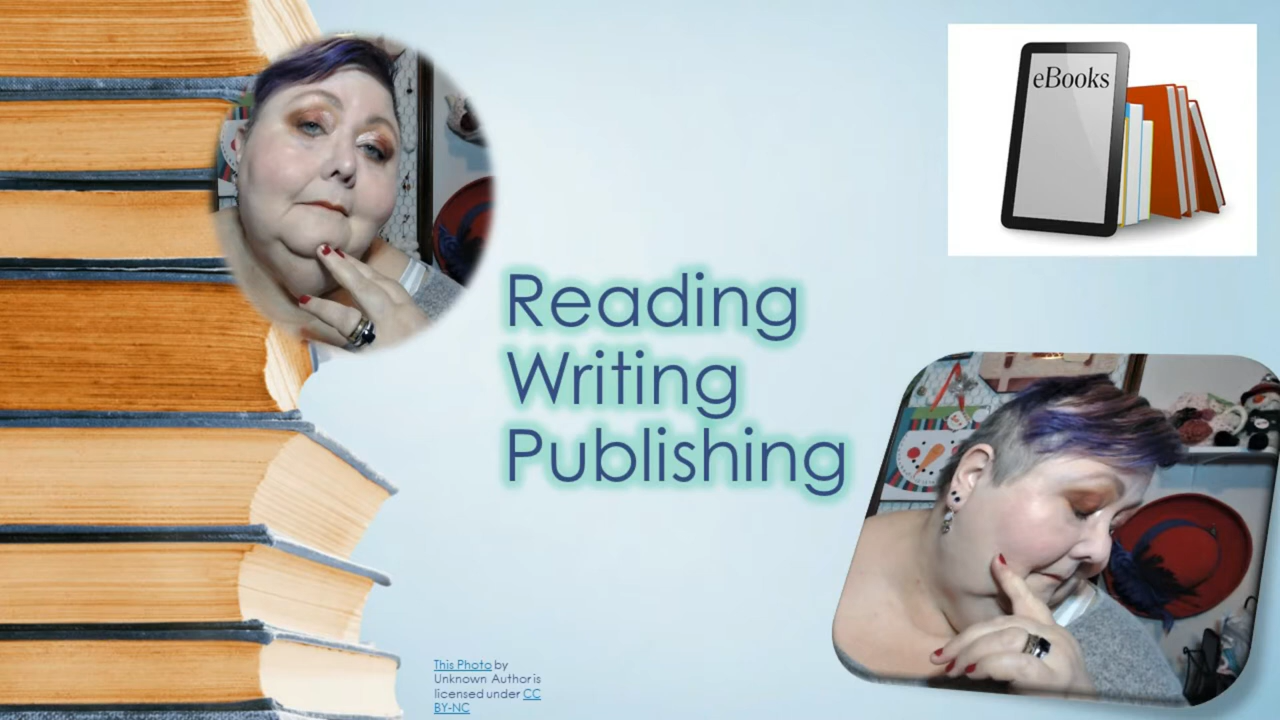 eBooks
Reading
Writing
Publishing
This Photo by
Unknown Author is
licensed under CC
BY-NC